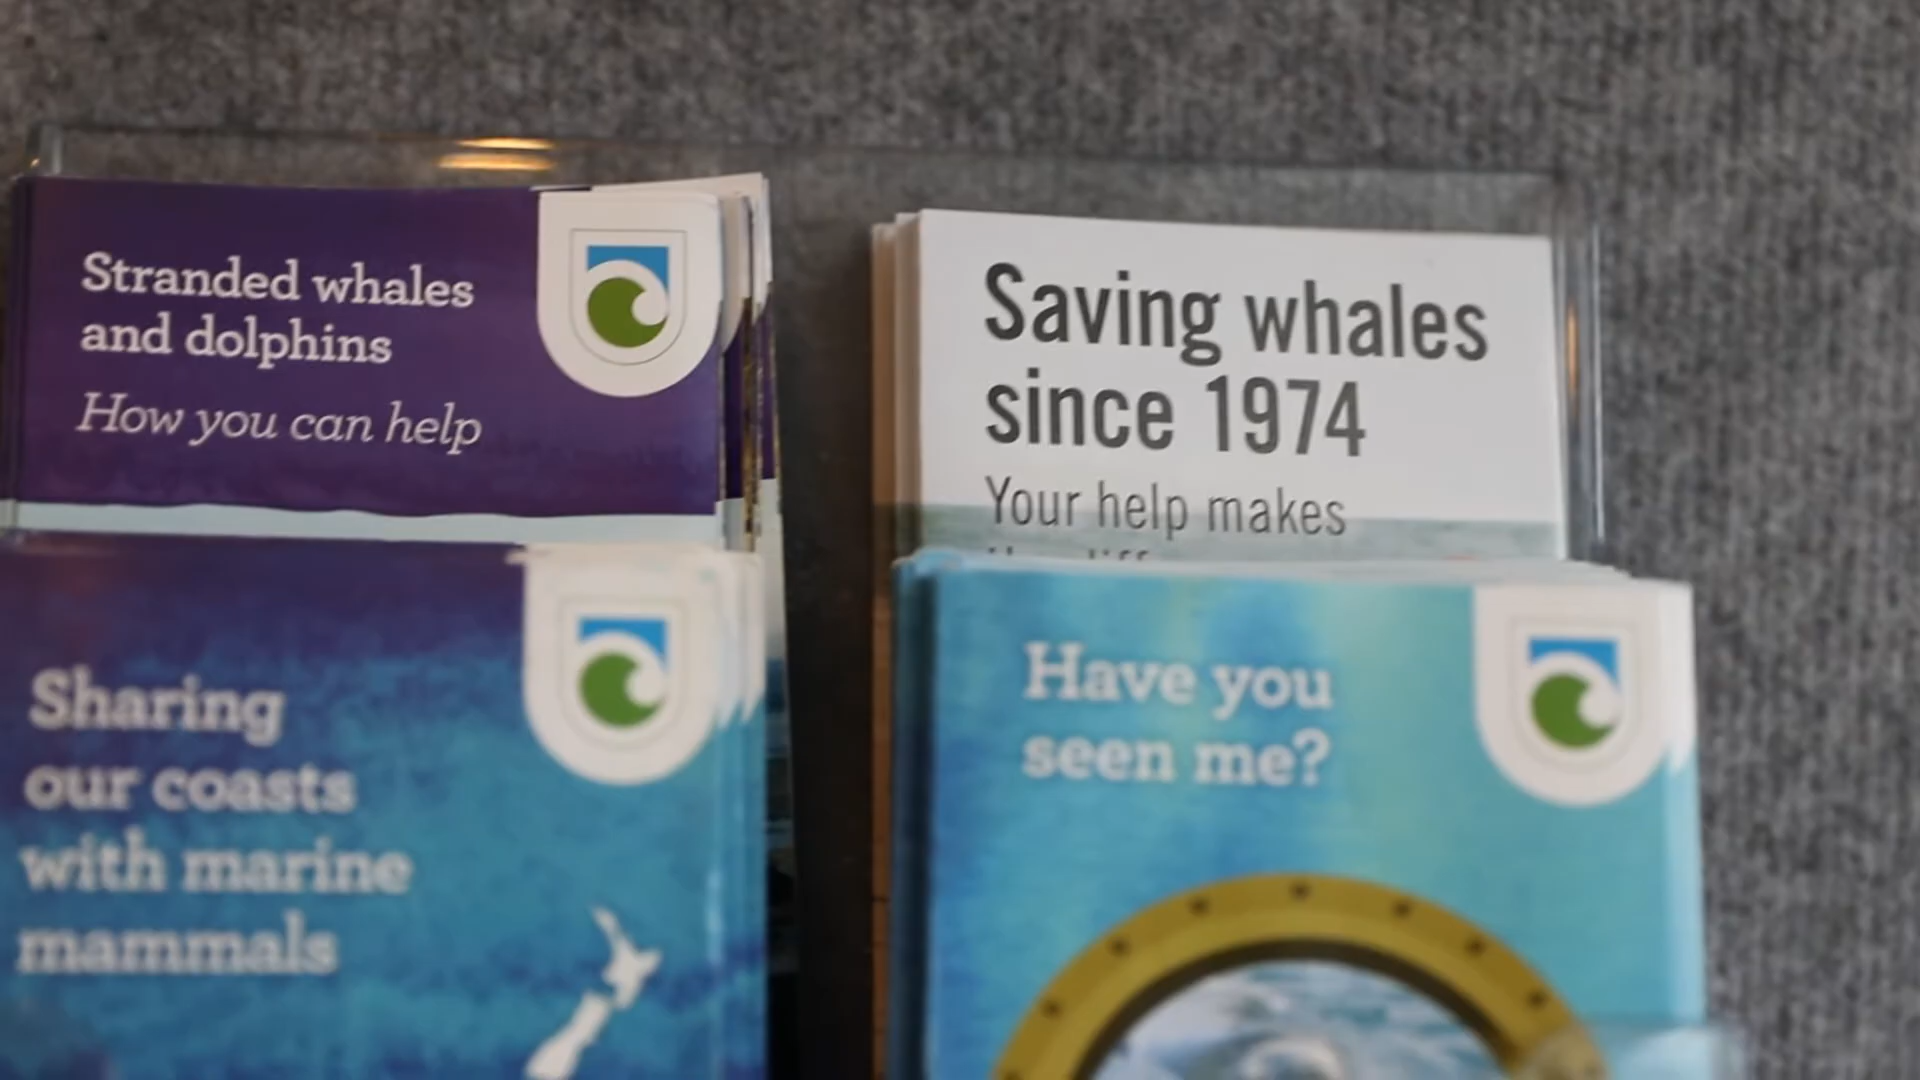 Stranded whales
and dolphins
How you can help
Saving whales
since 1974
Your help makes
Sharing
our coasts
with marine
mammals
Have you
seen me?